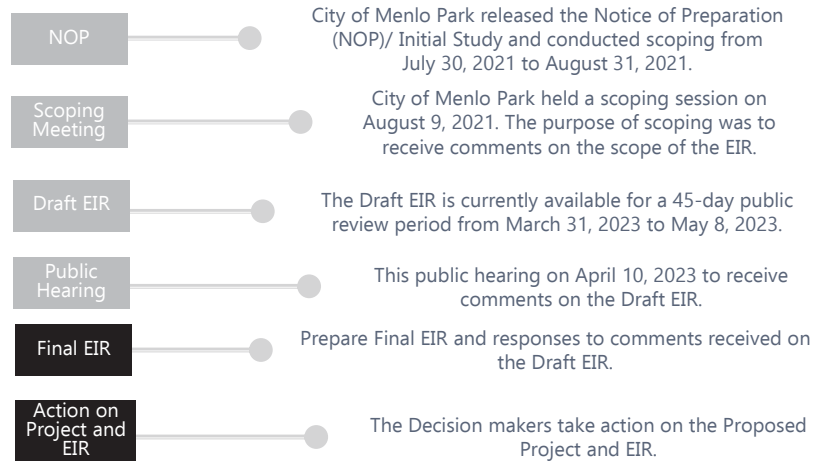 NOP
City of Menlo Park released the Notice of Preparation
(NOP)/ Initial Study and conducted scoping from
July 30, 2021 to August 31, 2021.
Scoping
Meeting
City of Menlo Park held a scoping session on
August 9, 2021. The purpose of scoping was to
receive comments on the scope of the EIR.
Draft EIR
The Draft EIR is currently available for a 45-day public
review period from March 31, 2023 to May 8, 2023.
Public
Hearing
This public hearing on April 10, 2023 to receive
comments on the Draft EIR.
Final EIR
Prepare Final EIR and responses to comments received on
the Draft EIR.
Action on
Project and
EIR
The Decision makers take action on the Proposed
Project and EIR.